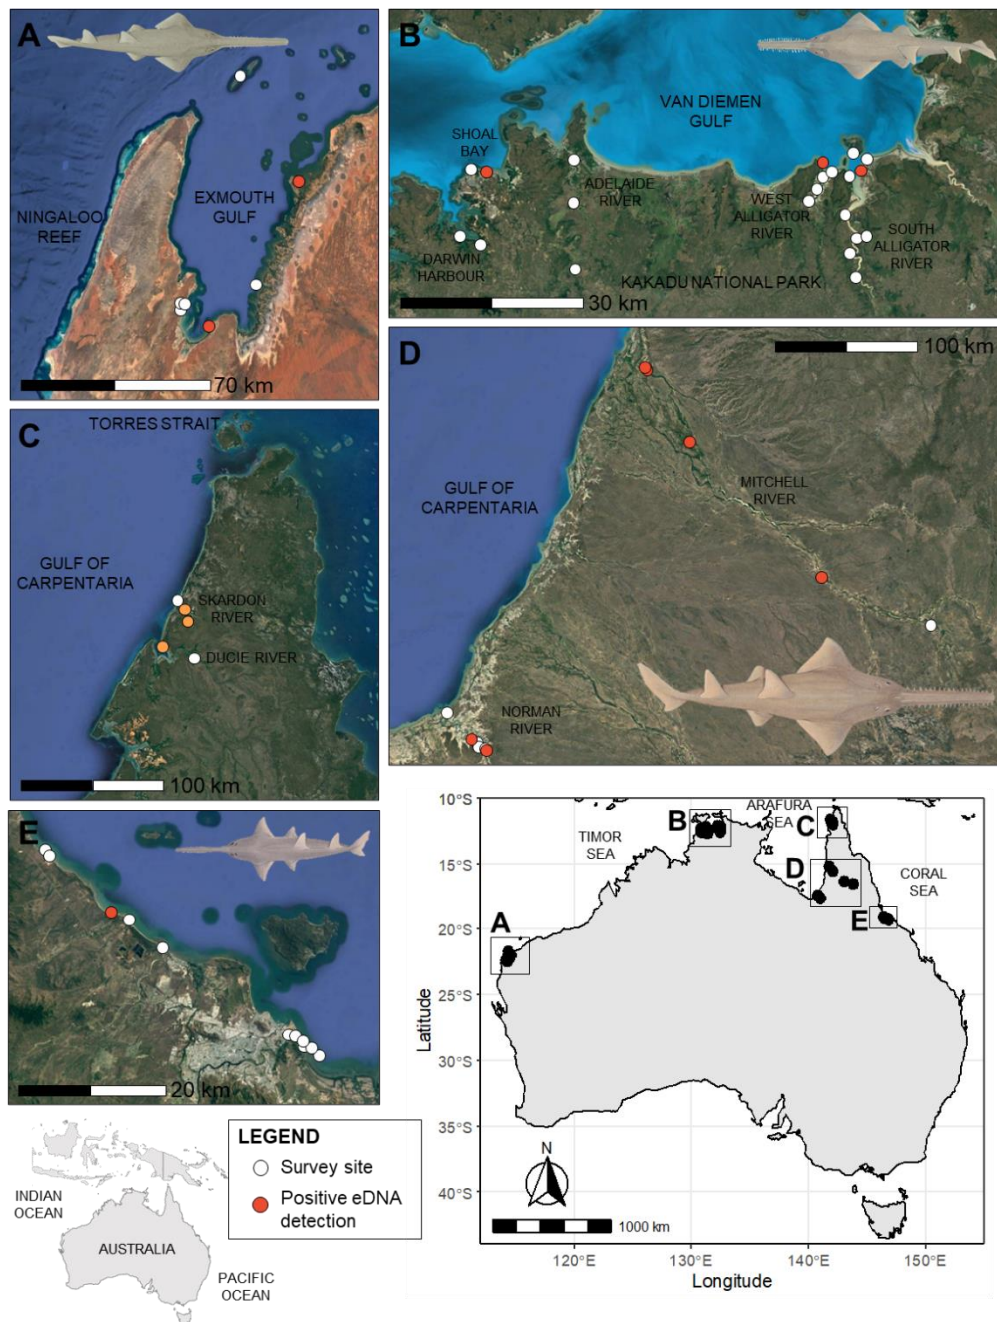 A
NINGALOO
REEF
EXMOUTH
GULF
70 km
B
VAN DIEMEN
GULF
SHOAL
BAY
ADELAIDE
RIVER
WEST
ALLIGATOR
RIVER
SOUTH
ALLIGATOR
RIVER
DARWIN
HARBOUR
KAKADU NATIONAL PARK
30 km
C
TORRES STRAIT
GULF OF
CARPENTARIA
SKARDON
RIVER
DUCIE RIVER
100 km
D
100 km
GULF OF
CARPENTARIA
MITCHELL
RIVER
NORMAN
RIVER
E
20 km
INDIAN
OCEAN
AUSTRALIA
PACIFIC
OCEAN
LEGEND
Survey site
Positive eDNA
detection
10°S
15°S
20°S
25°S
30°S
35°S
40°S
Latitude
TIMOR
SEA
ARAFURA
SEA
CORAL
SEA
A
B
C
D
E
N
1000 km
120°E
130°E
140°E
150°E
Longitude